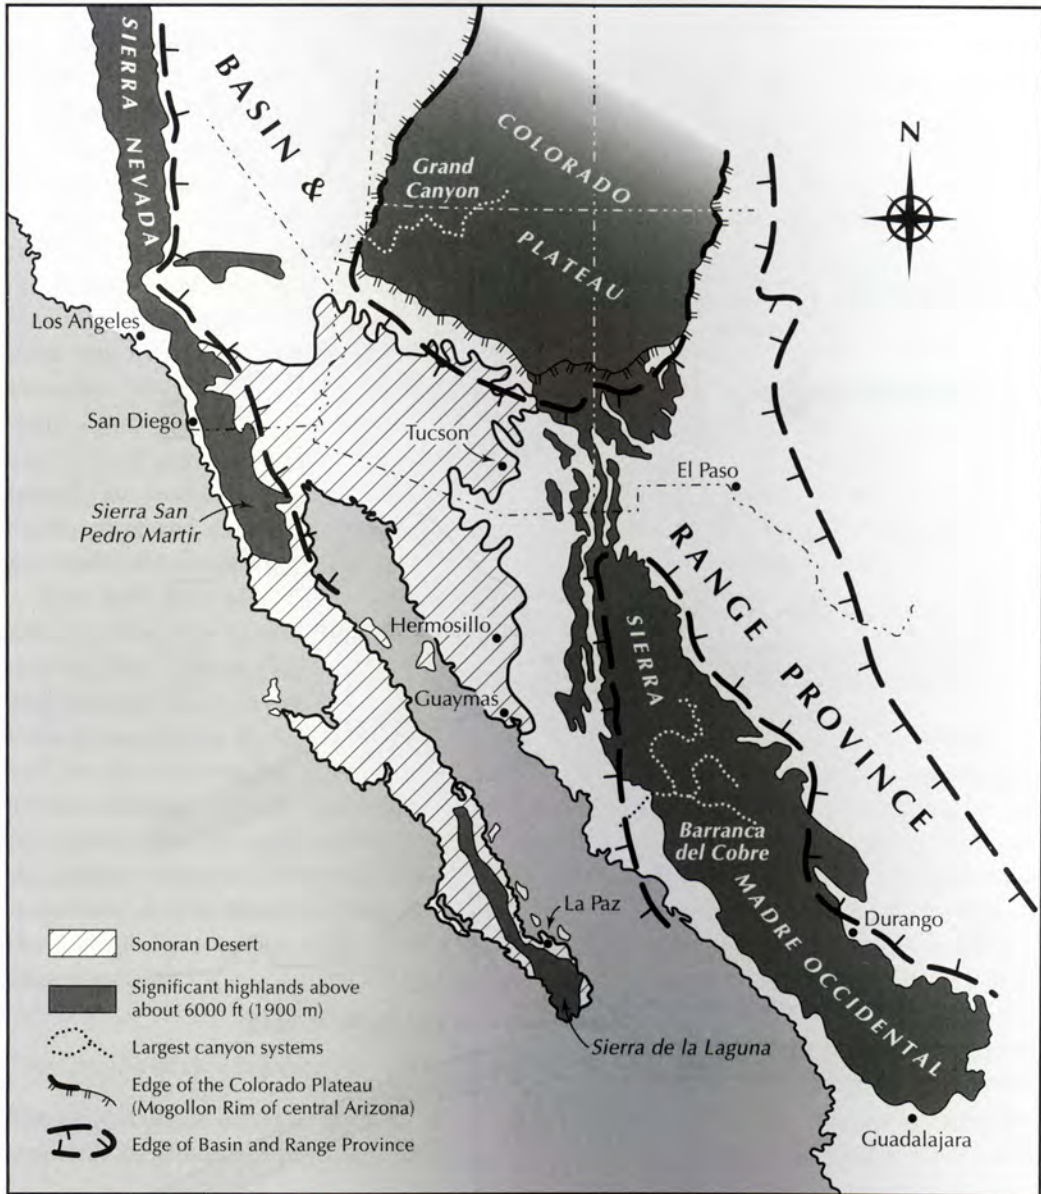 SIERRA NEVADA
BASIN &
COLORADO
PLATEAU
Grand
Canyon
N
Los Angeles
San Diego
Tucson
El Paso
Sierra San
Pedro Martir
RANGE PROVINCE
Hermosillo
SIERRA
Guaymas
Barranca
del Cobre
MADRE OCCIDENTAL
La Paz
Durango
Sonoran Desert
Significant highlands above
about 6000 ft (1900 m)
Sierra de la Laguna
Largest canyon systems
Edge of the Colorado Plateau
(Mogollon Rim of central Arizona)
Edge of Basin and Range Province
Guadalajara